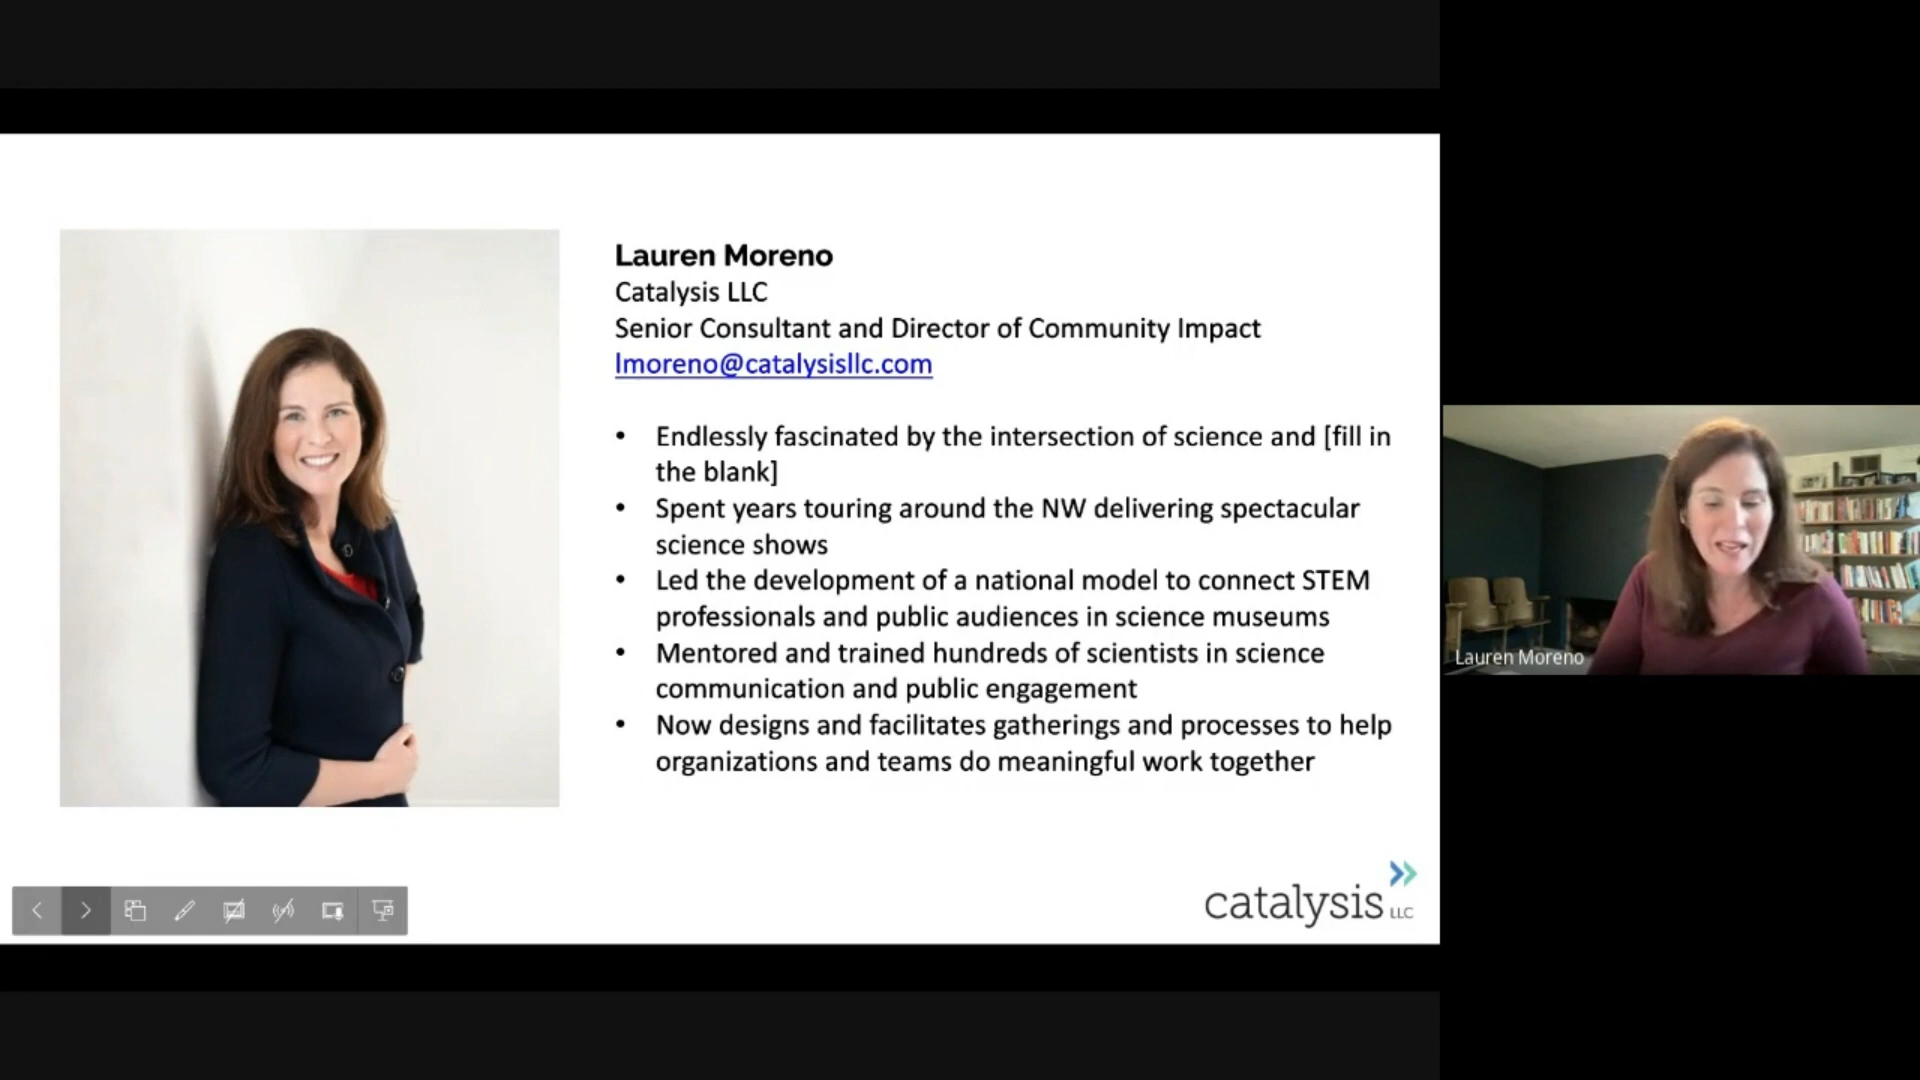 Lauren Moreno
Catalysis LLC
Senior Consultant and Director of Community Impact
lmoreno@catalysisllc.com
• Endlessly fascinated by the intersection of science and [fill in
the blank]
• Spent years touring around the NW delivering spectacular
science shows
• Led the development of a national model to connect STEM
professionals and public audiences in science museums
• Mentored and trained hundreds of scientists in science
communication and public engagement
• Now designs and facilitates gatherings and processes to help
organizations and teams do meaningful work together
catalysis LLC
Lauren Moreno